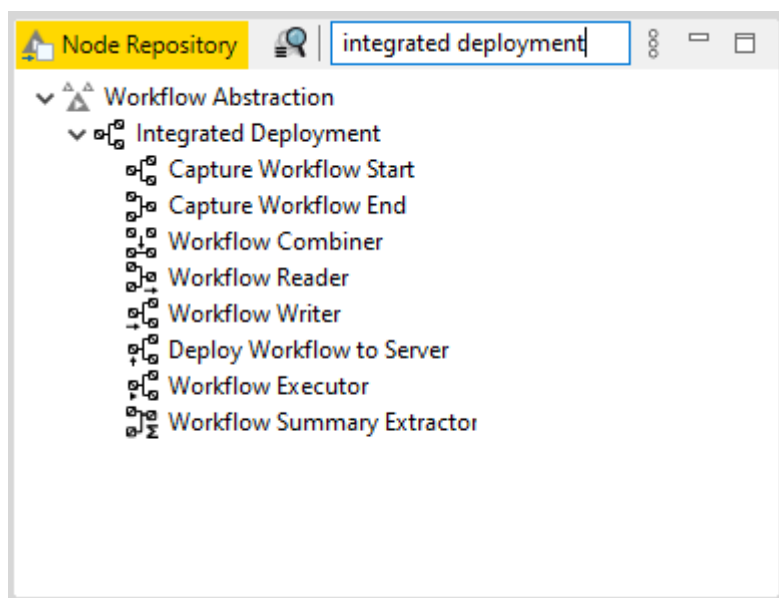 Node Repository
integrated deployment
Workflow Abstraction
Integrated Deployment
Capture Workflow Start
Capture Workflow End
Workflow Combiner
Workflow Reader
Workflow Writer
Deploy Workflow to Server
Workflow Executor
Workflow Summary Extractor